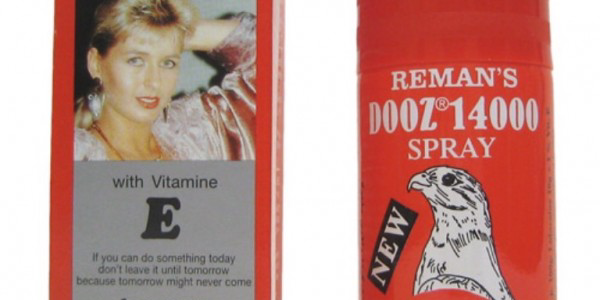 with Vitamine
E
If you can do something today
don't leave it until tomorrow
because tomorrow might never come
REMAN'S
DOOZ® 14000
SPRAY
NEW